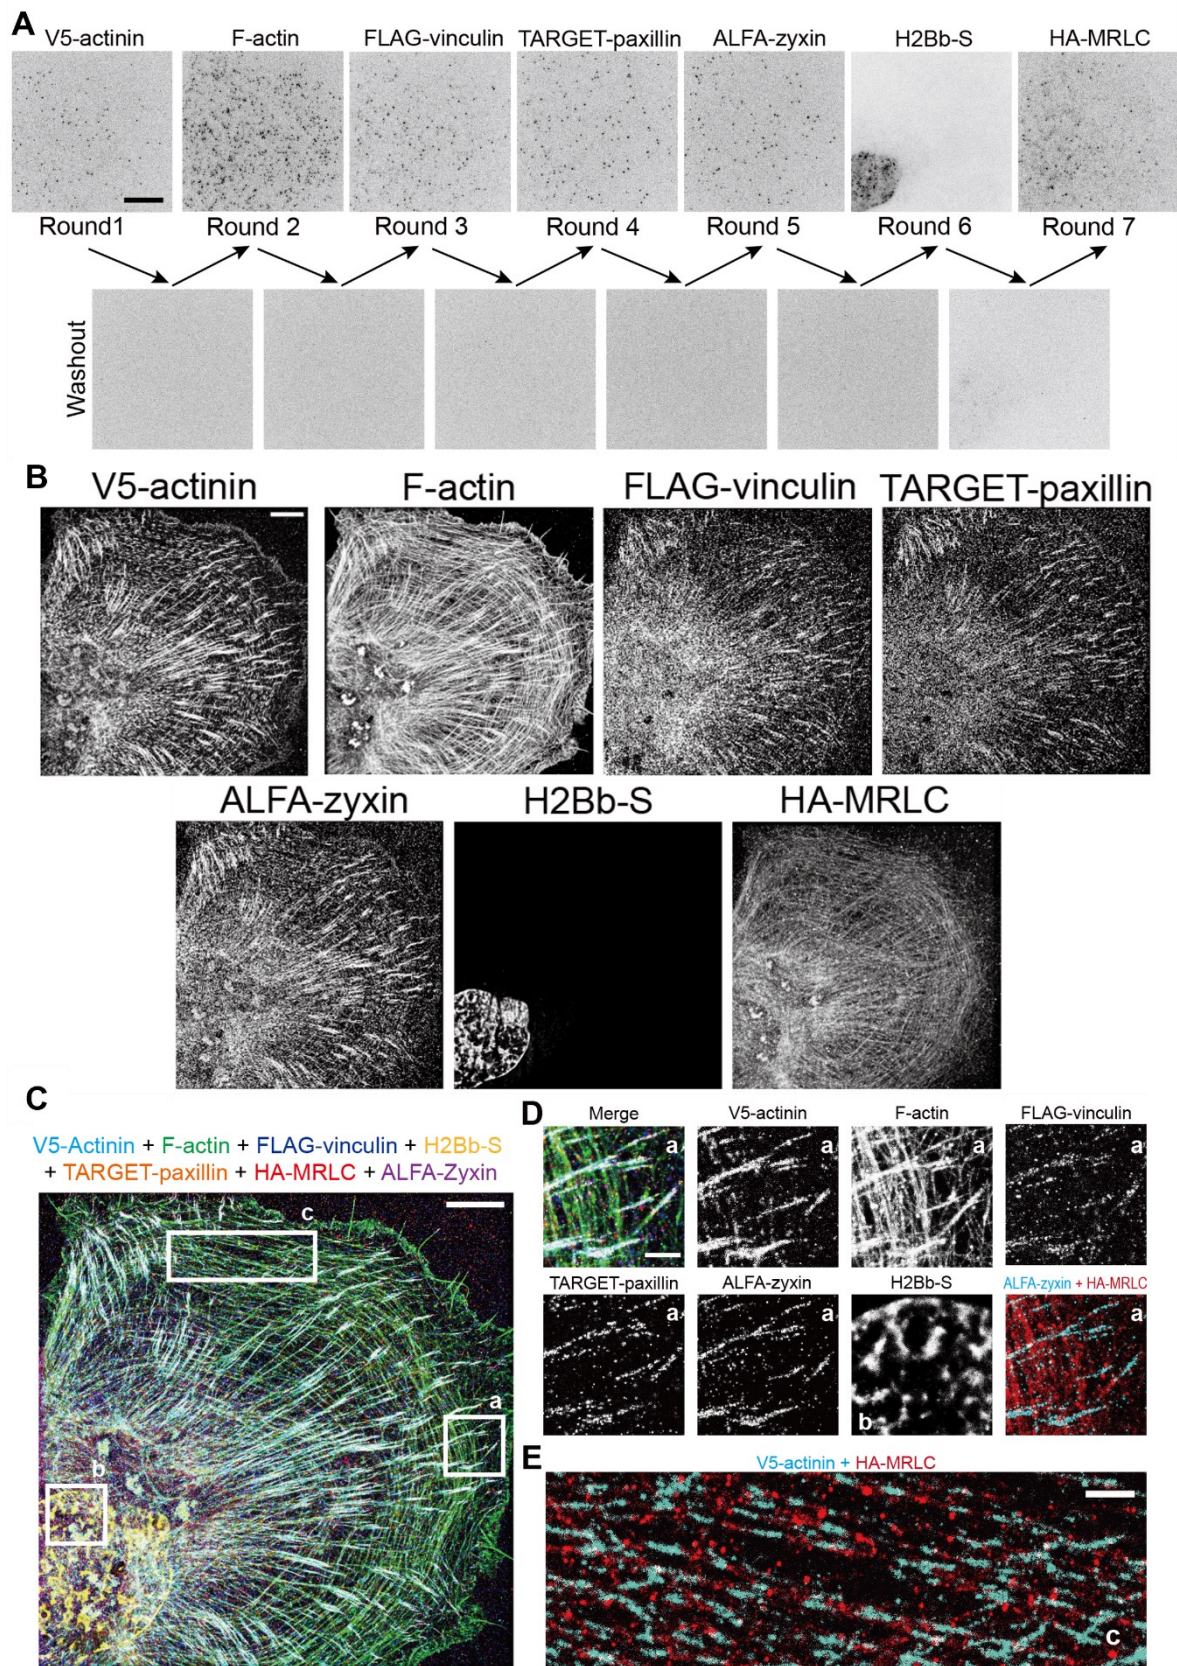 A
V5-actinin F-actin FLAG-vinculin TARGET-paxillin ALFA-zyxin H2Bb-S HA-MRLC
Round1 Round 2 Round 3 Round 4 Round 5 Round 6 Round 7
Washout
B
V5-actinin F-actin FLAG-vinculin TARGET-paxillin
ALFA-zyxin H2Bb-S HA-MRLC
C
V5-Actinin + F-actin + FLAG-vinculin + H2Bb-S
+ TARGET-paxillin + HA-MRLC + ALFA-Zyxin
c
a
b
D
Merge V5-actinin F-actin FLAG-vinculin
a a a a
TARGET-paxillin ALFA-zyxin H2Bb-S ALFA-zyxin + HA-MRLC
a a b a
E
V5-actinin + HA-MRLC
c